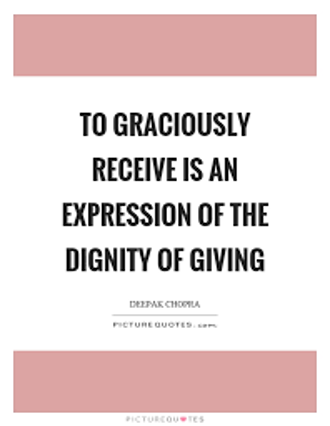 TO GRACIOUSLY
RECEIVE IS AN
EXPRESSION OF THE
DIGNITY OF GIVING
DEEPAK CHOPRA
PICTUREQUOTES.com
PICTUREQUOTES